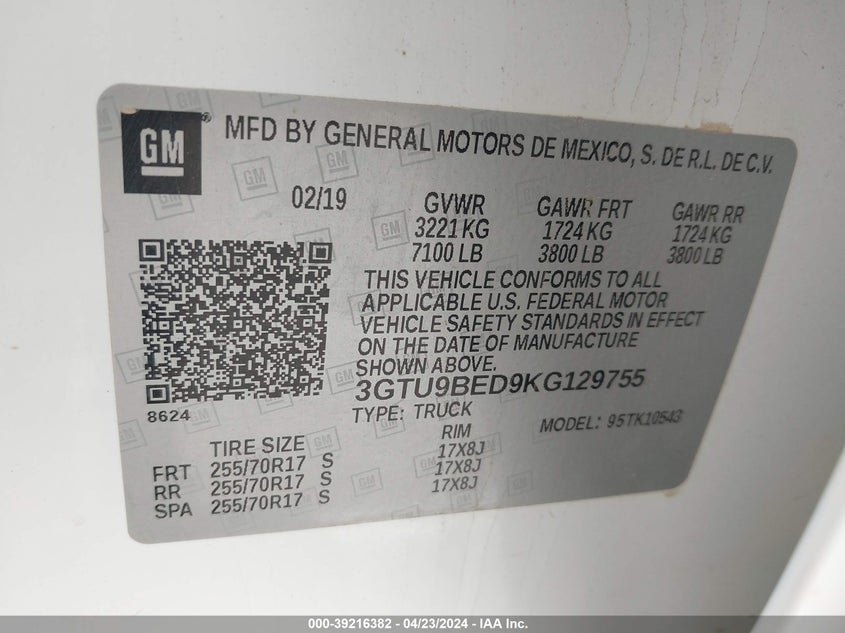 GM
MFD BY GENERAL MOTORS DE MEXICO, S. DE R.L. DE C.V.
02/19 GVWR GAWR FRT GAWR RR
3221 KG 1724 KG 1724 KG
7100 LB 3800 LB 3800 LB
THIS VEHICLE CONFORMS TO ALL
APPLICABLE U.S. FEDERAL MOTOR
VEHICLE SAFETY STANDARDS IN EFFECT
ON THE DATE OF MANUFACTURE
SHOWN ABOVE.
3GTU9BED9KG129755
8624 TYPE: TRUCK MODEL: 95TK10543
TIRE SIZE RIM
FRT 255/70R17 S 17X8J
RR 255/70R17 S 17X8J
SPA 255/70R17 S 17X8J
000-39216382 - 04/23/2024 - IAA Inc.